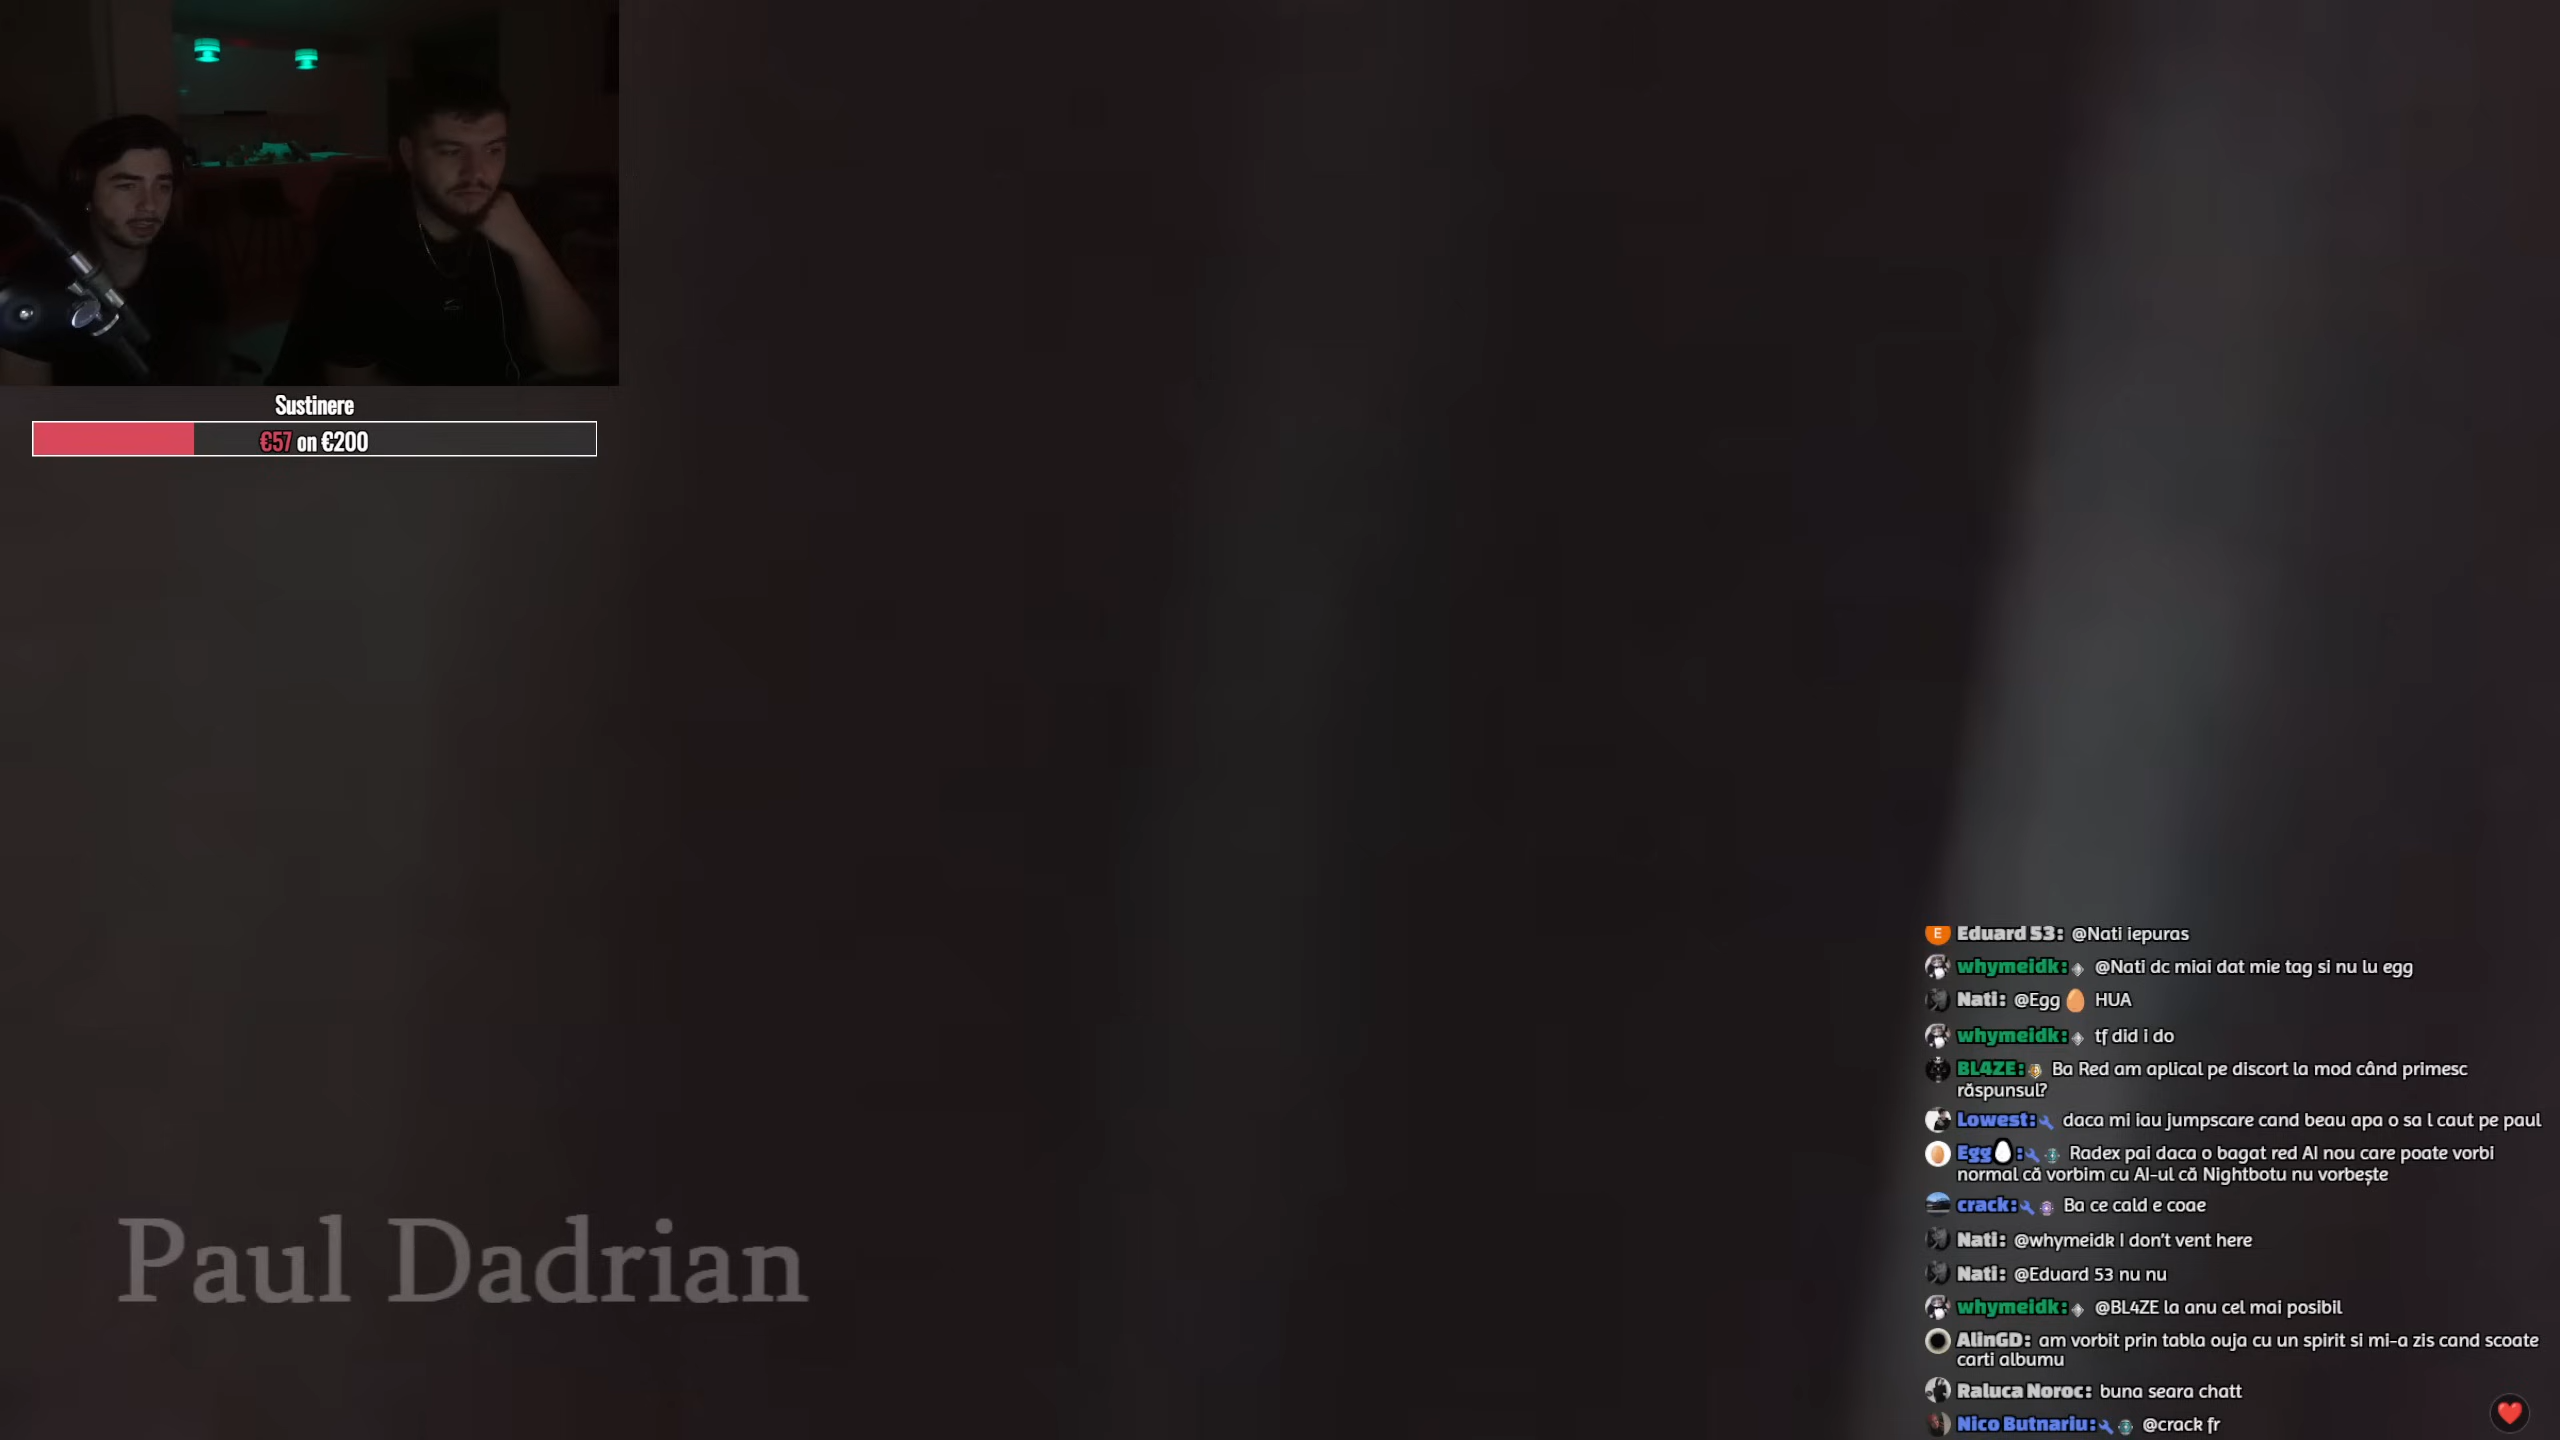 Sustinere
€57 on €200
E Eduard 53: @Nati iepuras
whymeidk: @Nati dc miai dat mie tag si nu lu egg
Nati: @Egg HUA
whymeidk: tf did i do
BL4ZE: Ba Red am aplical pe discort la mod când primesc
răspunsul?
Lowest: daca mi iau jumpscare cand beau apa o sa l caut pe paul
Egg: Radex pai daca o bagat red AI nou care poate vorbi
normal că vorbim cu AI-ul că Nightbotu nu vorbește
crack: Ba ce cald e coae
Nati: @whymeidk I don't vent here
Nati: @Eduard 53 nu nu
whymeidk: @BL4ZE la anu cel mai posibil
AlinGD: am vorbit prin tabla ouja cu un spirit si mi-a zis cand scoate
carti albumu
Raluca Noroc: buna seara chatt
Nico Butnariu: @crack fr
Paul Dadrian